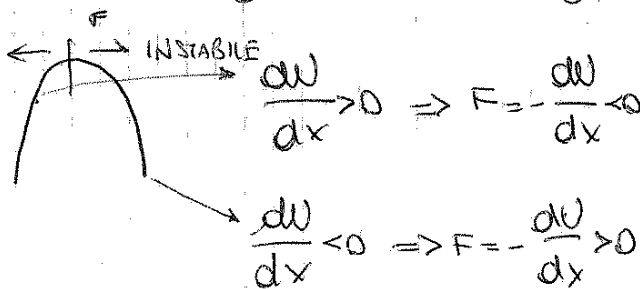 F
INSTABILE
dU/dx > 0 => F = - dU/dx < 0
dU/dx < 0 => F = - dU/dx > 0